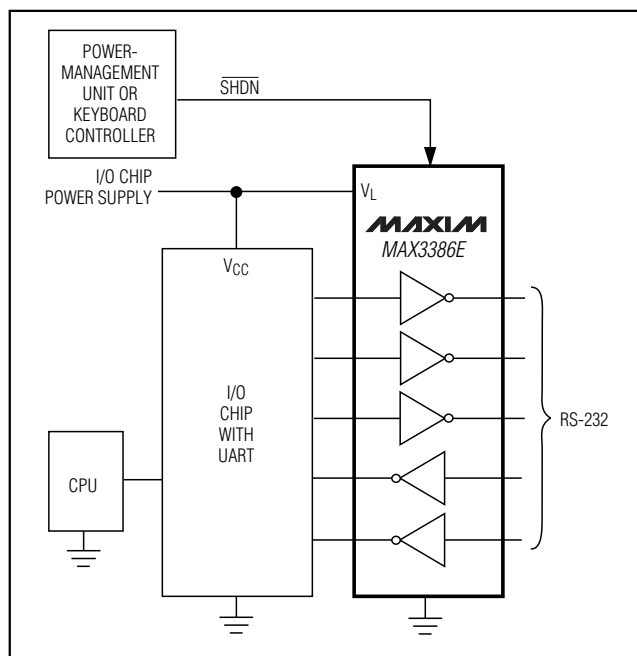 POWER-
MANAGEMENT
UNIT OR
KEYBOARD
CONTROLLER
SHDN
I/O CHIP
POWER SUPPLY
VL
MAXIM
MAX3386E
VCC
I/O
CHIP
WITH
UART
RS-232
CPU